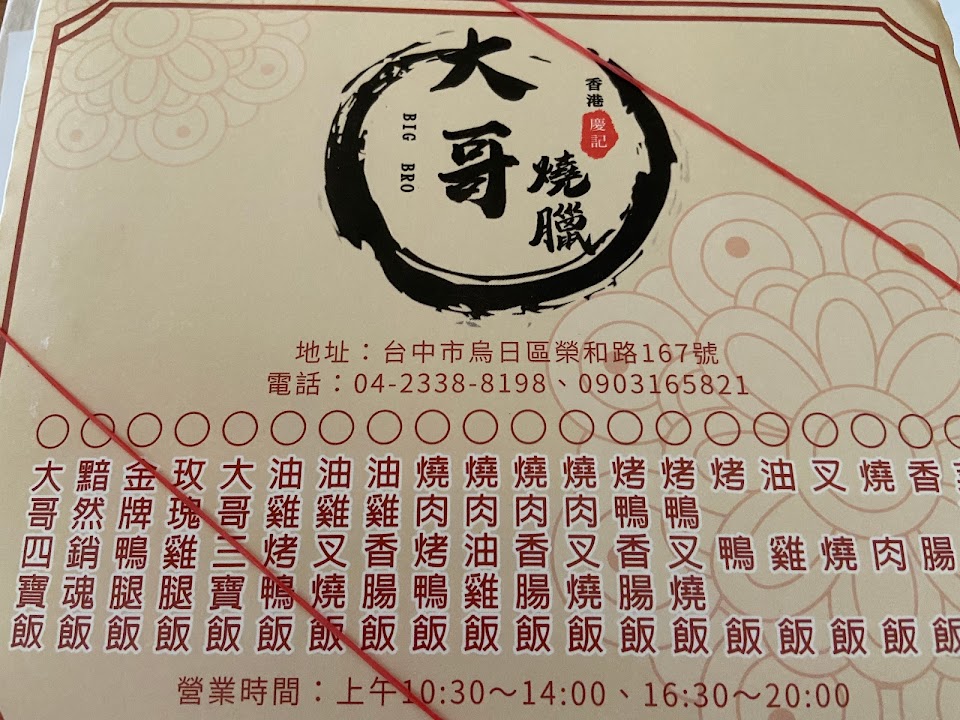 大哥
燒臘
BIG BRO
香港
慶記
地址：台中市烏日區榮和路167號
電話：04-2338-8198、0903165821
大哥四寶飯
黯然銷魂飯
金牌鴨腿飯
玫瑰雞腿飯
大哥三寶飯
油雞烤鴨飯
油雞叉燒飯
油雞香腸飯
燒肉烤鴨飯
燒肉油雞飯
燒肉香腸飯
燒肉叉燒飯
烤鴨香腸飯
烤鴨叉燒飯
烤鴨飯
油雞飯
叉燒飯
燒肉飯
香腸飯
飯
營業時間：上午10:30～14:00、16:30～20:00